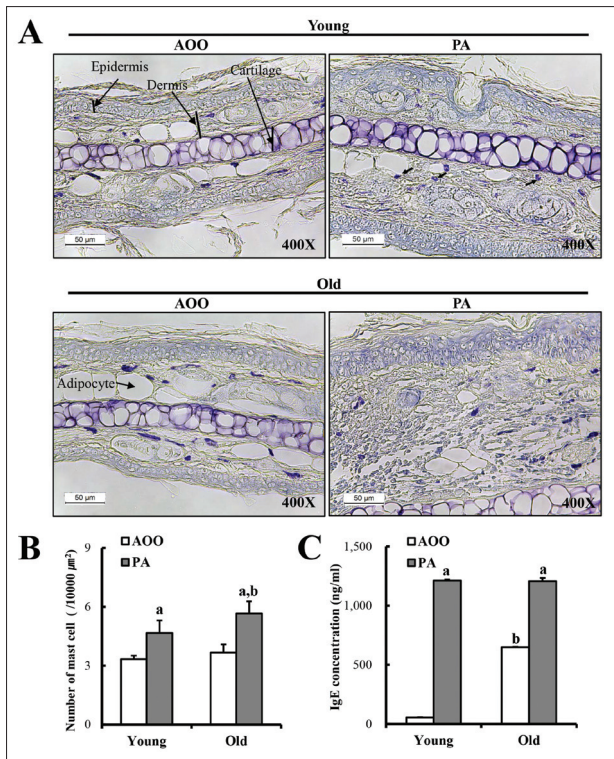 A
Young
AOO
PA
Epidermis
Dermis
Cartilage
50 μm
400X
50 μm
400X
Old
AOO
PA
Adipocyte
50 μm
400X
50 μm
400X
B
AOO
PA
Number of mast cell ( /10000 μm²)
9
6
3
0
a
a,b
Young
Old
C
AOO
PA
IgE concentration (ng/ml)
1,500
1,000
500
0
a
b
a
Young
Old